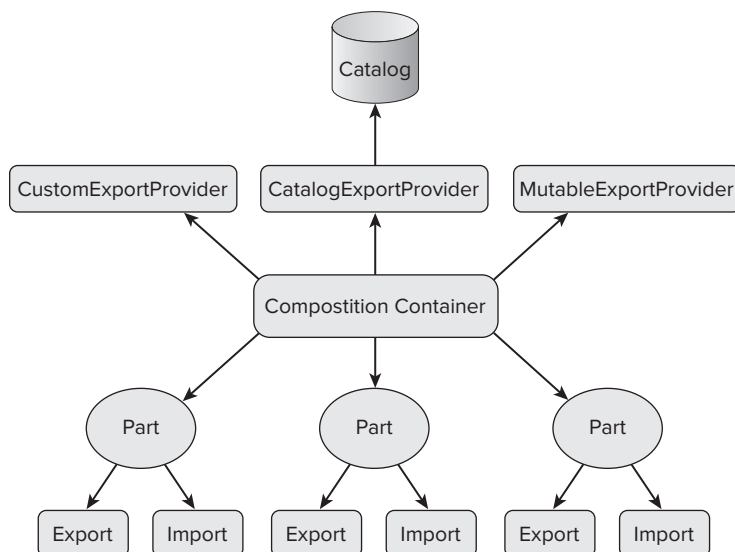 Catalog
CustomExportProvider
CatalogExportProvider
MutableExportProvider
Compostition Container
Part
Part
Part
Export
Import
Export
Import
Export
Import